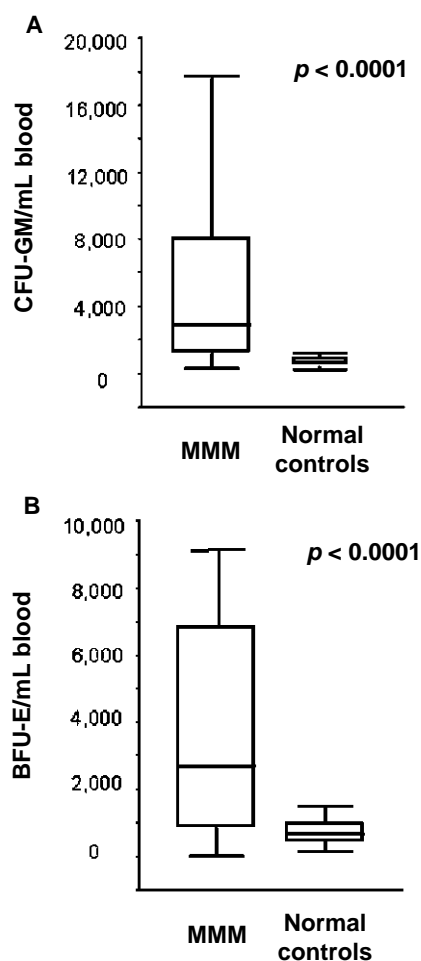 A
CFU-GM/mL blood
20,000
16,000
12,000
8,000
4,000
0
p < 0.0001
MMM
Normal
controls
B
BFU-E/mL blood
10,000
8,000
6,000
4,000
2,000
0
p < 0.0001
MMM
Normal
controls